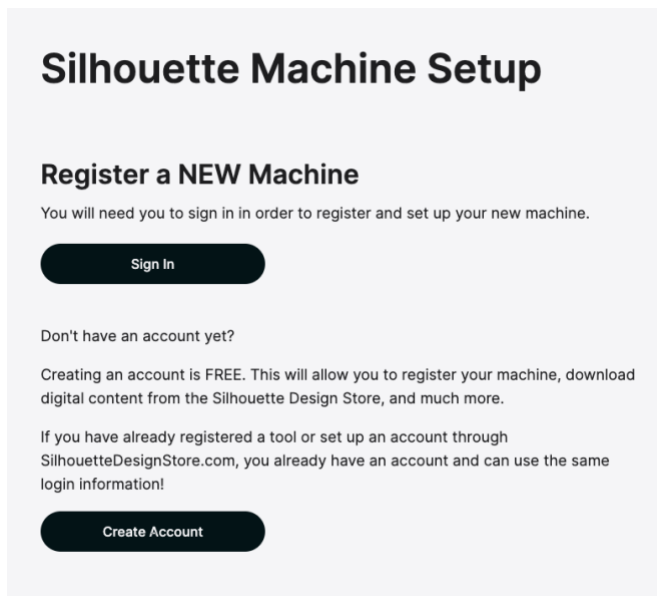 Silhouette Machine Setup
Register a NEW Machine
You will need you to sign in in order to register and set up your new machine.
Sign In
Don't have an account yet?
Creating an account is FREE. This will allow you to register your machine, download
digital content from the Silhouette Design Store, and much more.
If you have already registered a tool or set up an account through
SilhouetteDesignStore.com, you already have an account and can use the same
login information!
Create Account